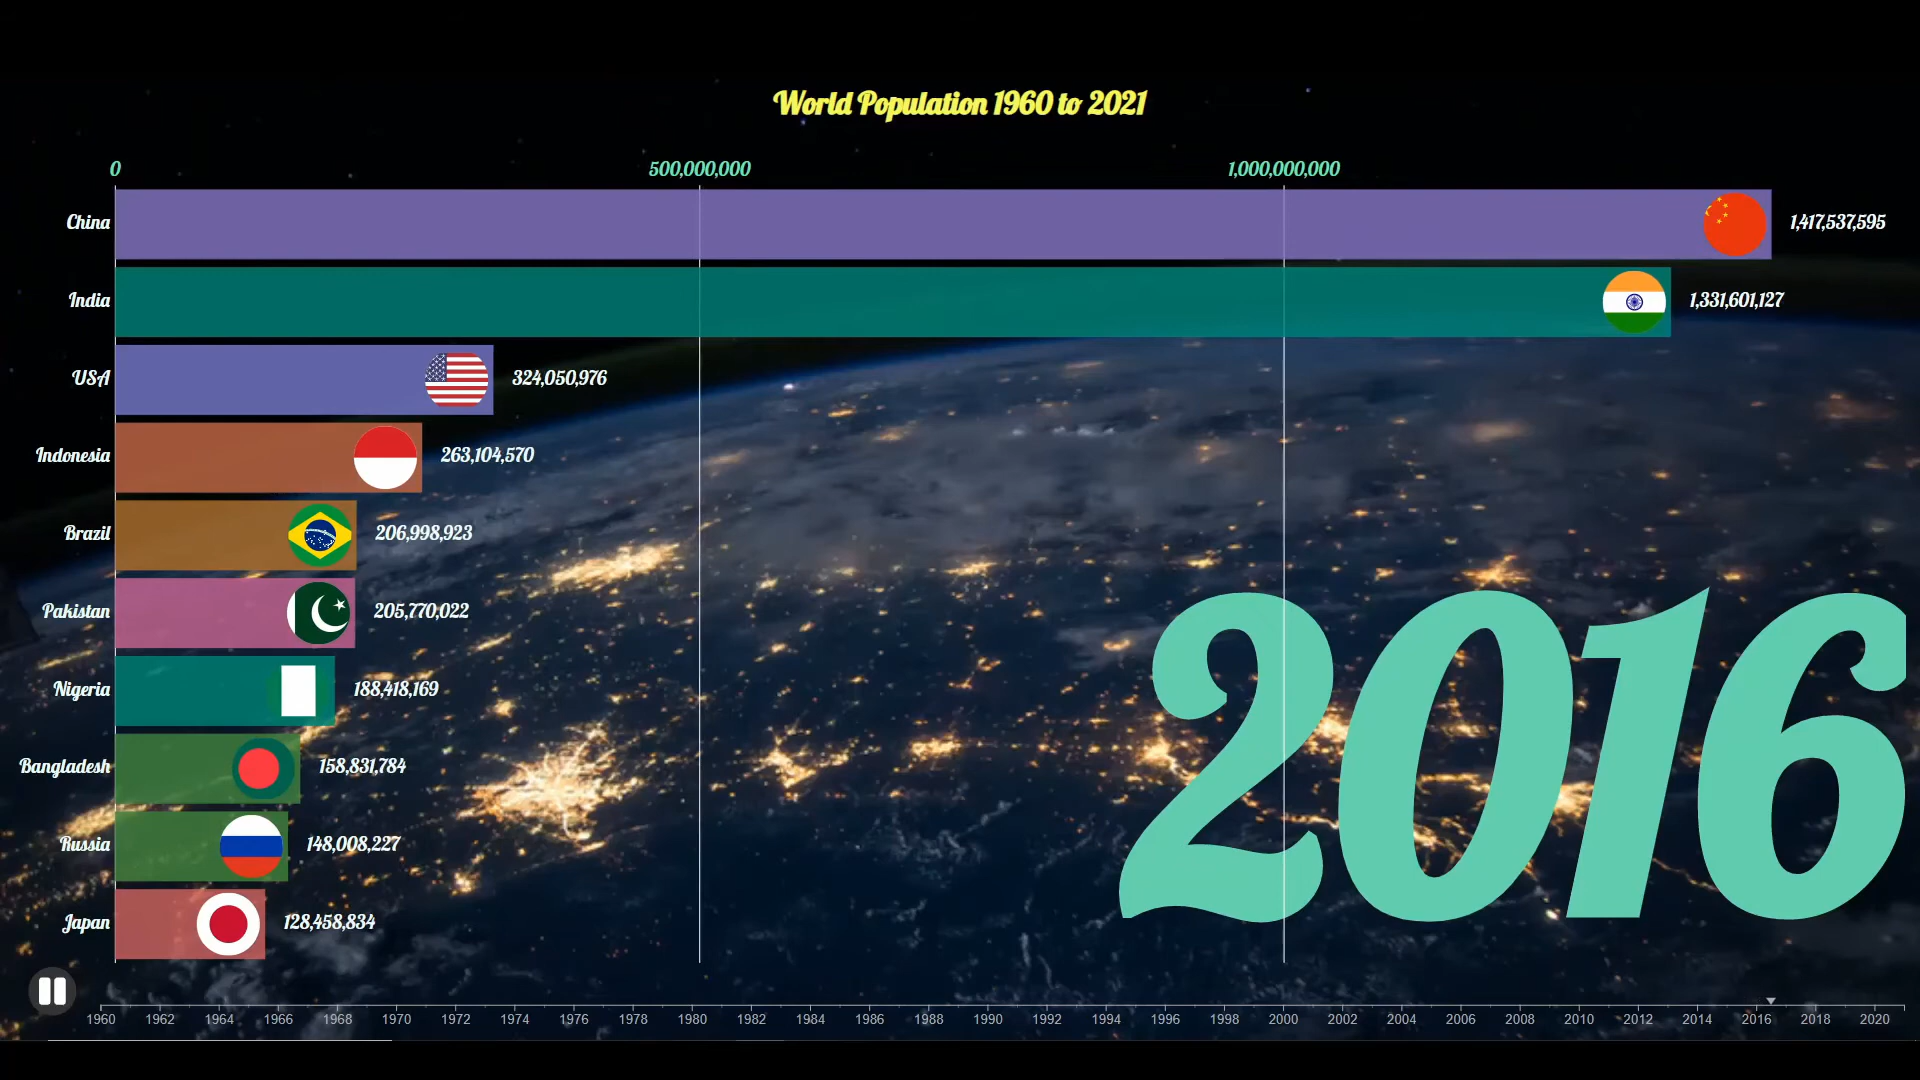 World Population 1960 to 2021
0 500,000,000 1,000,000,000
China 1,417,537,595
India 1,331,601,127
USA 324,050,976
Indonesia 263,104,570
Brazil 206,998,923
Pakistan 205,770,022
Nigeria 188,418,169
Bangladesh 158,831,784
Russia 148,008,227
Japan 128,458,834
2016
1960 1962 1964 1966 1968 1970 1972 1974 1976 1978 1980 1982 1984 1986 1988 1990 1992 1994 1996 1998 2000 2002 2004 2006 2008 2010 2012 2014 2016 2018 2020